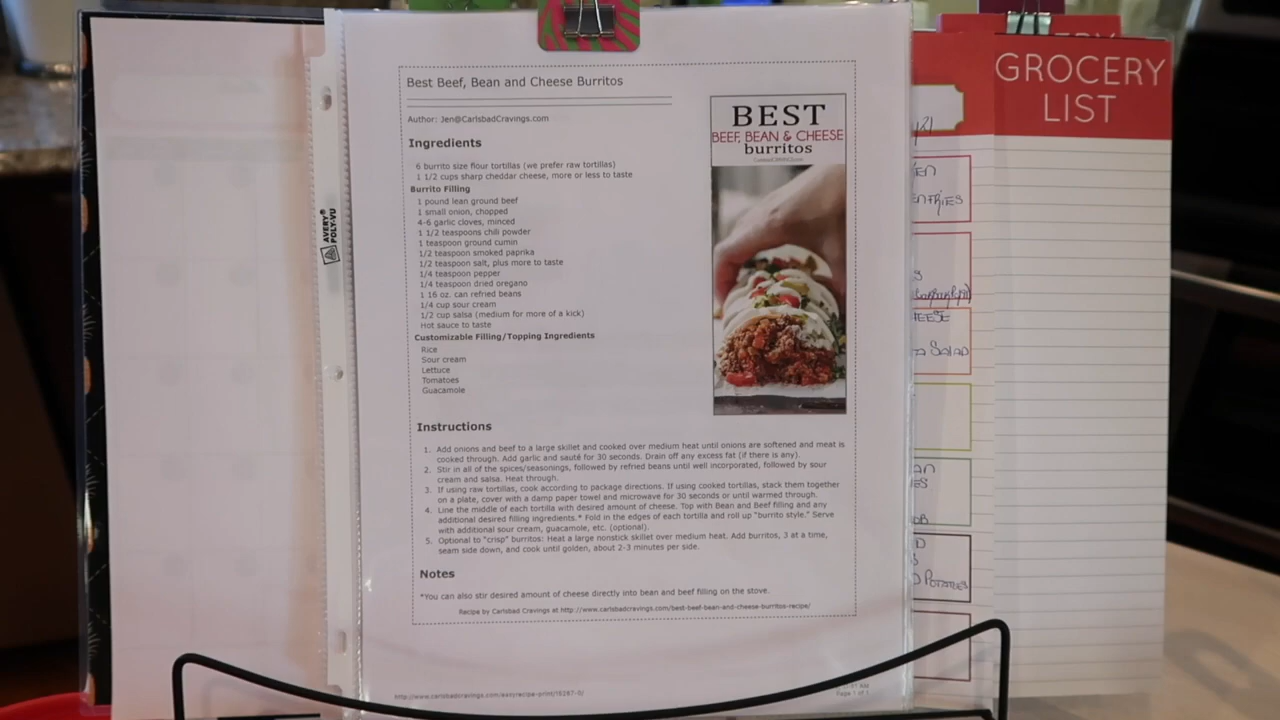 Best Beef, Bean and Cheese Burritos
Author: Jen@CarlsbadCravings.com
Ingredients
6 burrito size flour tortillas (we prefer raw tortillas)
1 1/2 cups sharp cheddar cheese, more or less to taste
Burrito Filling
1 pound lean ground beef
1 small onion, chopped
4-6 garlic cloves, minced
1 1/2 teaspoons chili powder
1 teaspoon ground cumin
1/2 teaspoon smoked paprika
1/2 teaspoon salt, plus more to taste
1/4 teaspoon pepper
1/4 teaspoon dried oregano
1 16 oz. can refried beans
1/4 cup sour cream
1/2 cup salsa (medium for more of a kick)
Hot sauce to taste
Customizable Filling/Topping Ingredients
Rice
Sour cream
Lettuce
Tomatoes
Guacamole
Instructions
1. Add onions and beef to a large skillet and cooked over medium heat until onions are softened and meat is
cooked through. Add garlic and sauté for 30 seconds. Drain off any excess fat (if there is any).
2. Stir in all of the spices/seasonings, followed by refried beans until well incorporated, followed by sour
cream and salsa. Heat through.
3. If using raw tortillas, cook according to package directions. If using cooked tortillas, stack them together
on a plate, cover with a damp paper towel and microwave for 30 seconds or until warmed through.
4. Line the middle of each tortilla with desired amount of cheese. Top with Bean and Beef filling and any
additional desired filling ingredients.* Fold in the edges of each tortilla and roll up "burrito style." Serve
with additional sour cream, guacamole, etc. (optional).
5. Optional to "crisp" burritos: Heat a large nonstick skillet over medium heat. Add burritos, 3 at a time,
seam side down, and cook until golden, about 2-3 minutes per side.
Notes
*You can also stir desired amount of cheese directly into bean and beef filling on the stove.
Recipe by Carlsbad Cravings at http://www.carlsbadcravings.com/best-beef-bean-and-cheese-burritos-recipe/
http://www.carlsbadcravings.com/easyrecipe-print/15267-0/
Page 1 of 1
BEST
BEEF, BEAN & CHEESE
burritos
AVERY®
POLY-VU
GROCERY
LIST
SALAD
POTATOES